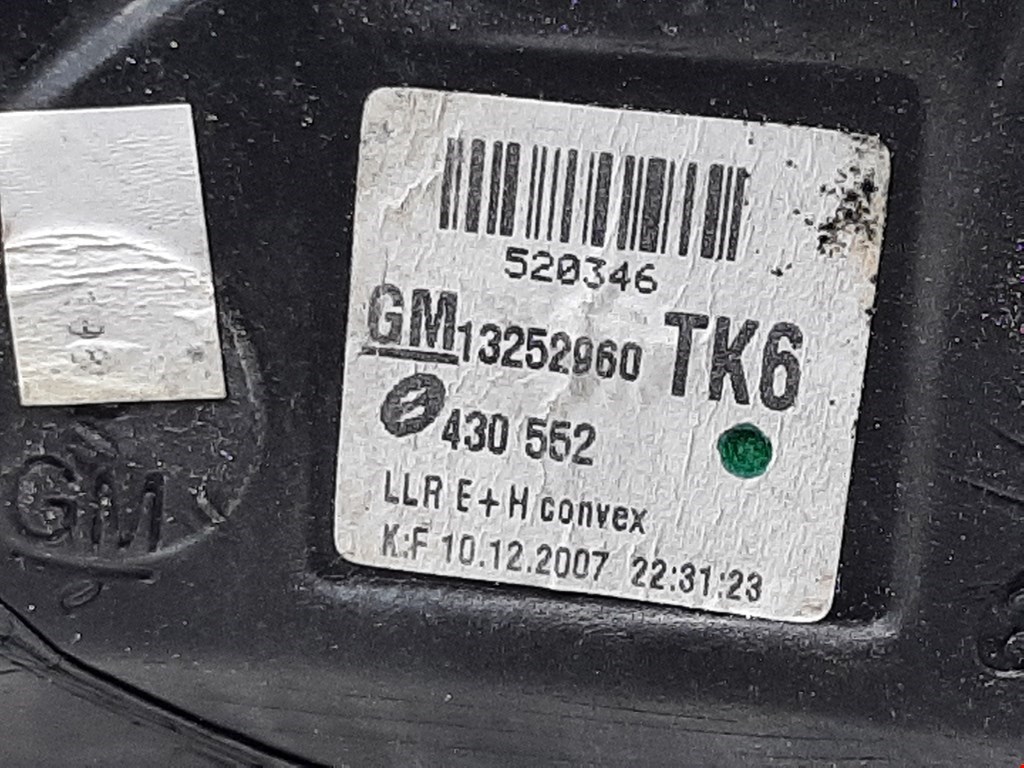 520346
GM 13252960 TK6
430 552
LLR E+H convex
K:F 10.12.2007 22:31:23
GM